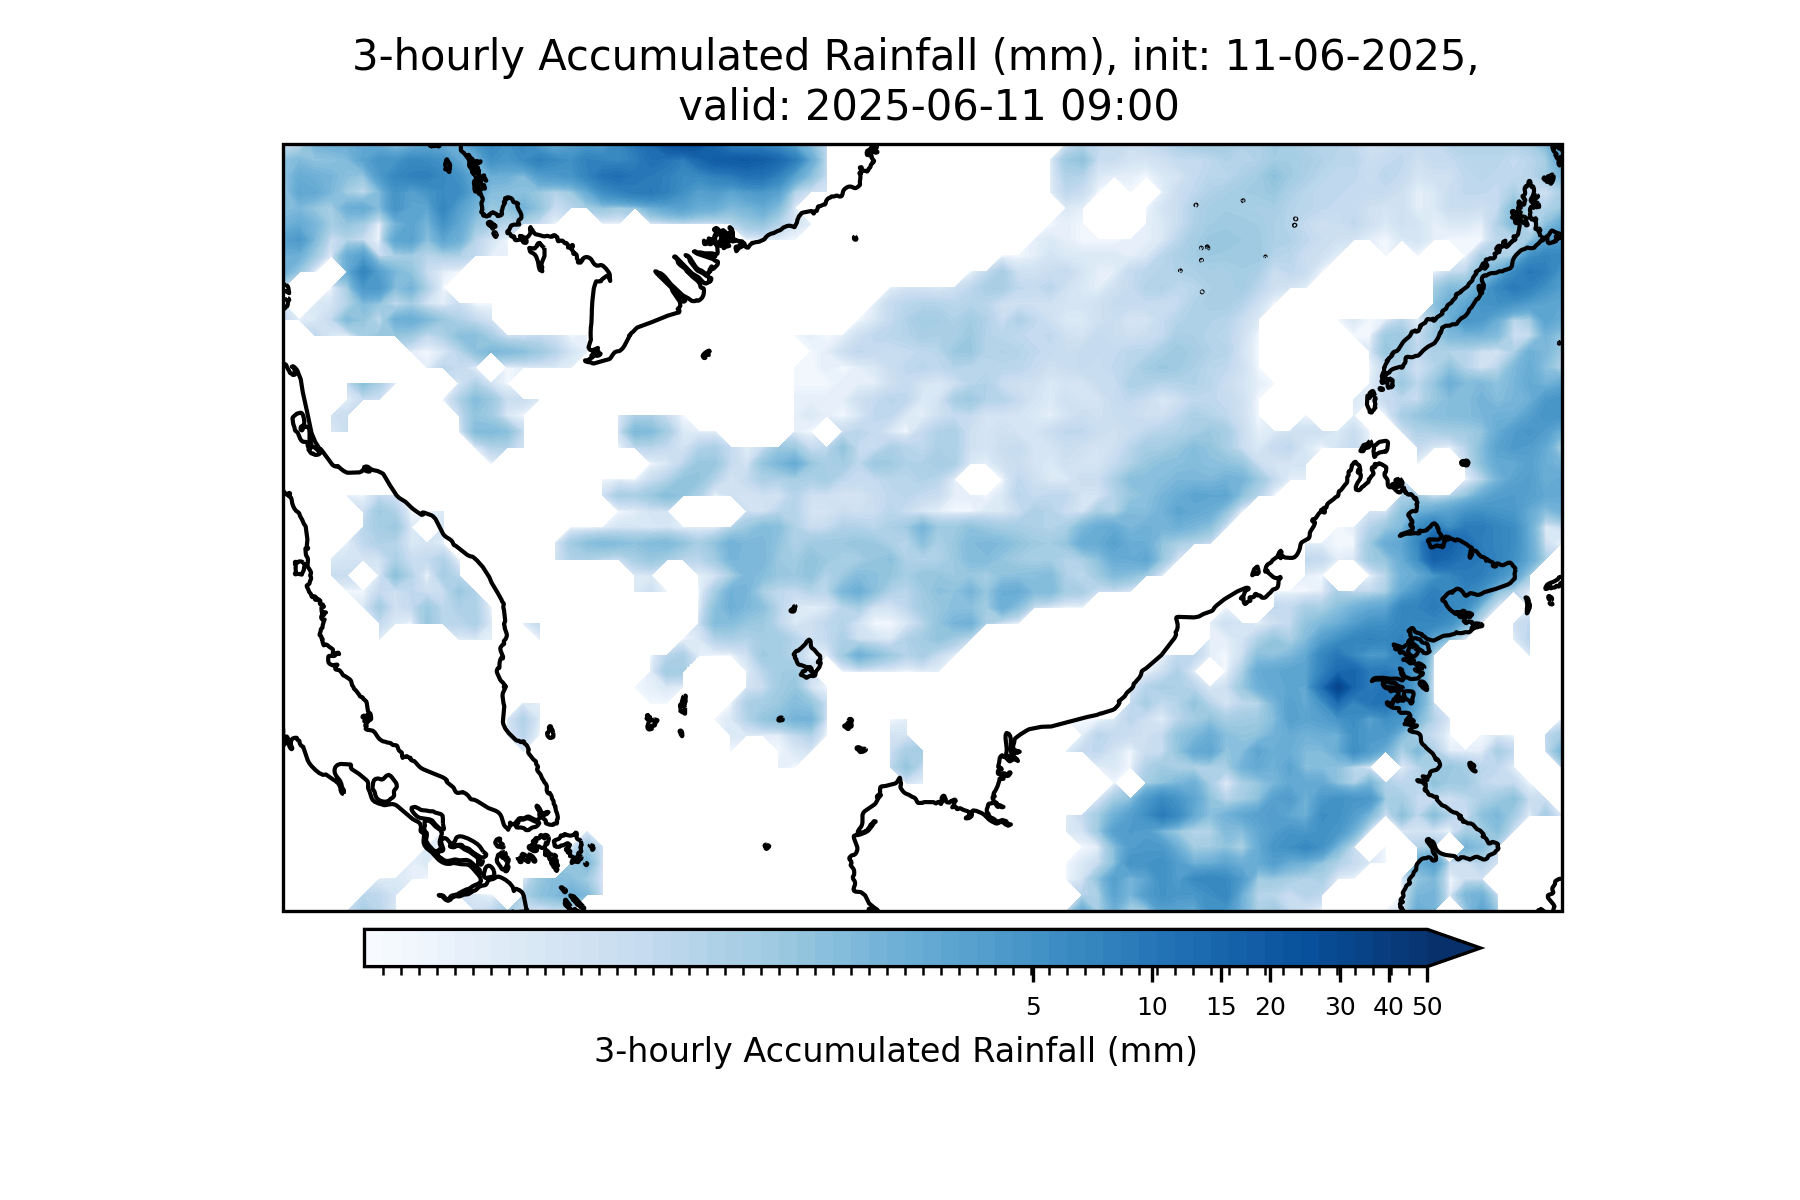 3-hourly Accumulated Rainfall (mm), init: 11-06-2025,
valid: 2025-06-11 09:00
5 10 15 20 30 40 50
3-hourly Accumulated Rainfall (mm)